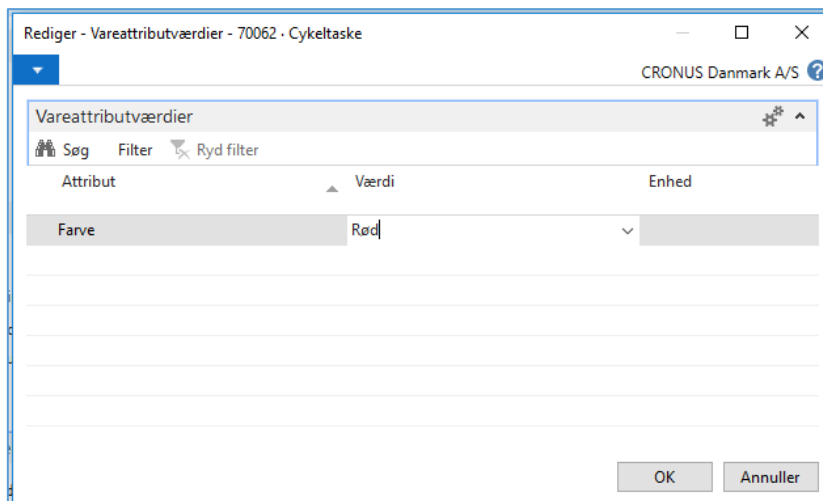 Rediger - Vareattributværdier - 70062 · Cykeltaske
CRONUS Danmark A/S ?
Vareattributværdier
Søg Filter Ryd filter
Attribut Værdi Enhed
Farve Rød
OK Annuller